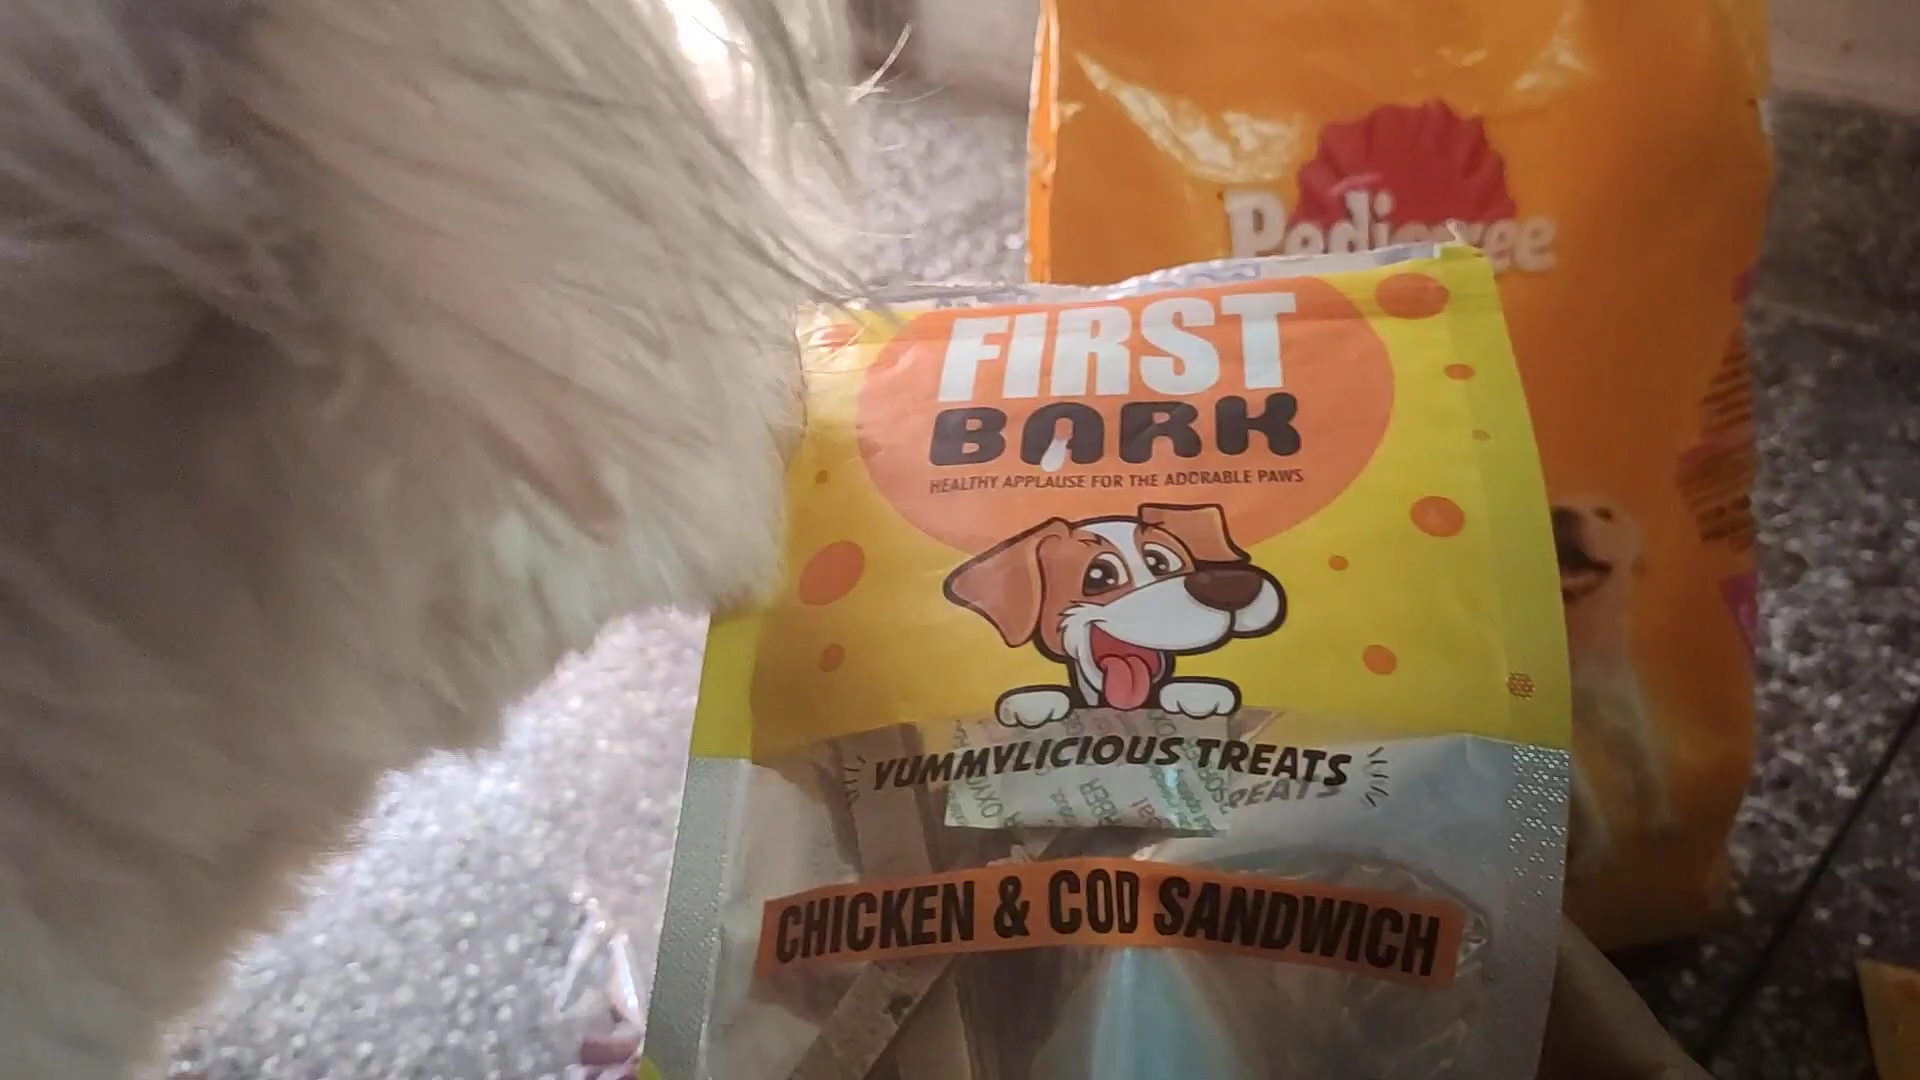 Pedigree
FIRST
BARK
HEALTHY APPLAUSE FOR THE ADORABLE PAWS
YUMMYLICIOUS TREATS
CHICKEN & COD SANDWICH